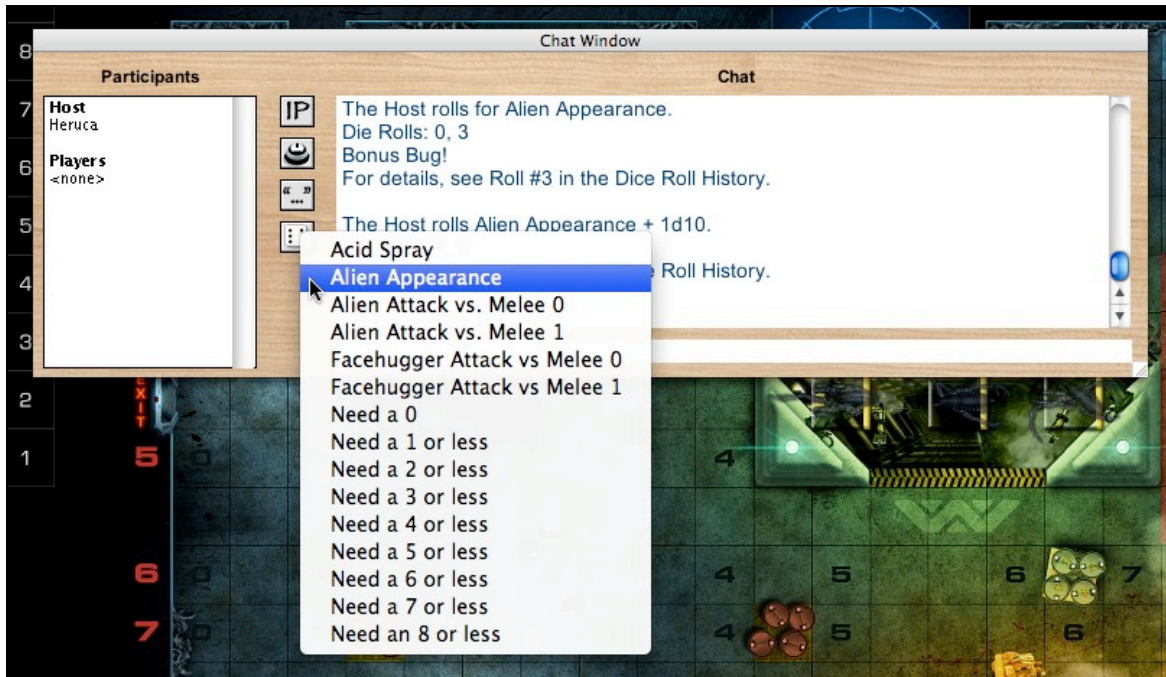 Chat Window
Participants
Chat
Host
Heruca
Players
<none>
IP
“...”
The Host rolls for Alien Appearance.
Die Rolls: 0, 3
Bonus Bug!
For details, see Roll #3 in the Dice Roll History.
The Host rolls Alien Appearance + 1d10.
Roll History.
Acid Spray
Alien Appearance
Alien Attack vs. Melee 0
Alien Attack vs. Melee 1
Facehugger Attack vs Melee 0
Facehugger Attack vs Melee 1
Need a 0
Need a 1 or less
Need a 2 or less
Need a 3 or less
Need a 4 or less
Need a 5 or less
Need a 6 or less
Need a 7 or less
Need an 8 or less
8
7
6
5
4
3
2
1
EXIT
5 0 4
6 0 4 5 6 7
7 0 4 5 6